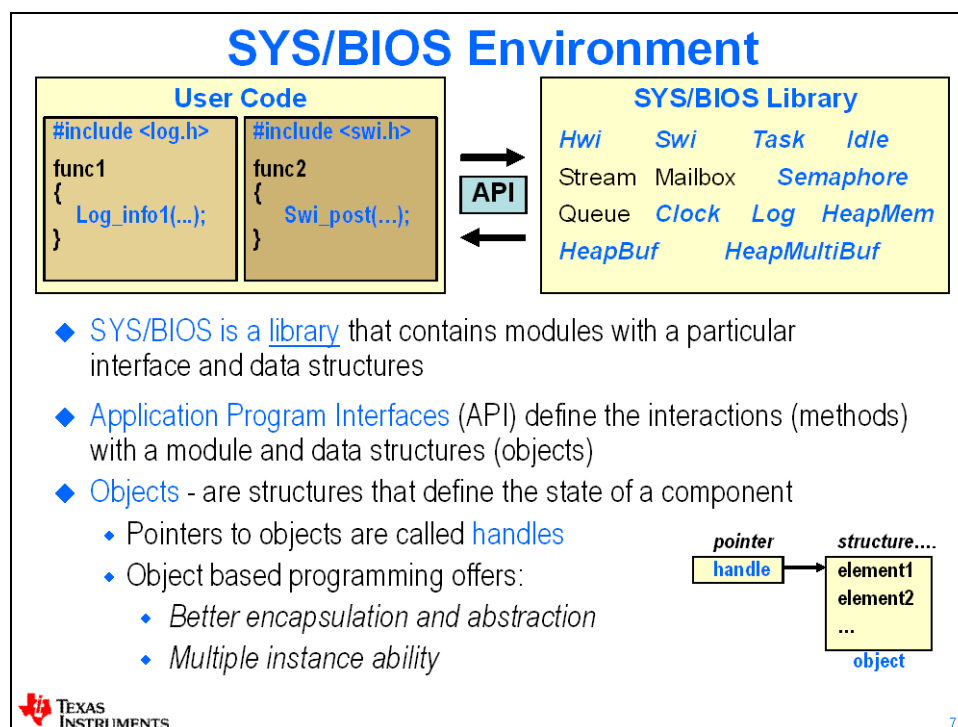 SYS/BIOS Environment
User Code
#include <log.h>
func1
{
Log_info1(...);
}
#include <swi.h>
func2
{
Swi_post(...);
}
API
SYS/BIOS Library
Hwi Swi Task Idle
Stream Mailbox Semaphore
Queue Clock Log HeapMem
HeapBuf HeapMultiBuf
SYS/BIOS is a library that contains modules with a particular
interface and data structures
Application Program Interfaces (API) define the interactions (methods)
with a module and data structures (objects)
Objects - are structures that define the state of a component
Pointers to objects are called handles
Object based programming offers:
Better encapsulation and abstraction
Multiple instance ability
pointer
handle
structure....
element1
element2
...
object
TEXAS
INSTRUMENTS
7